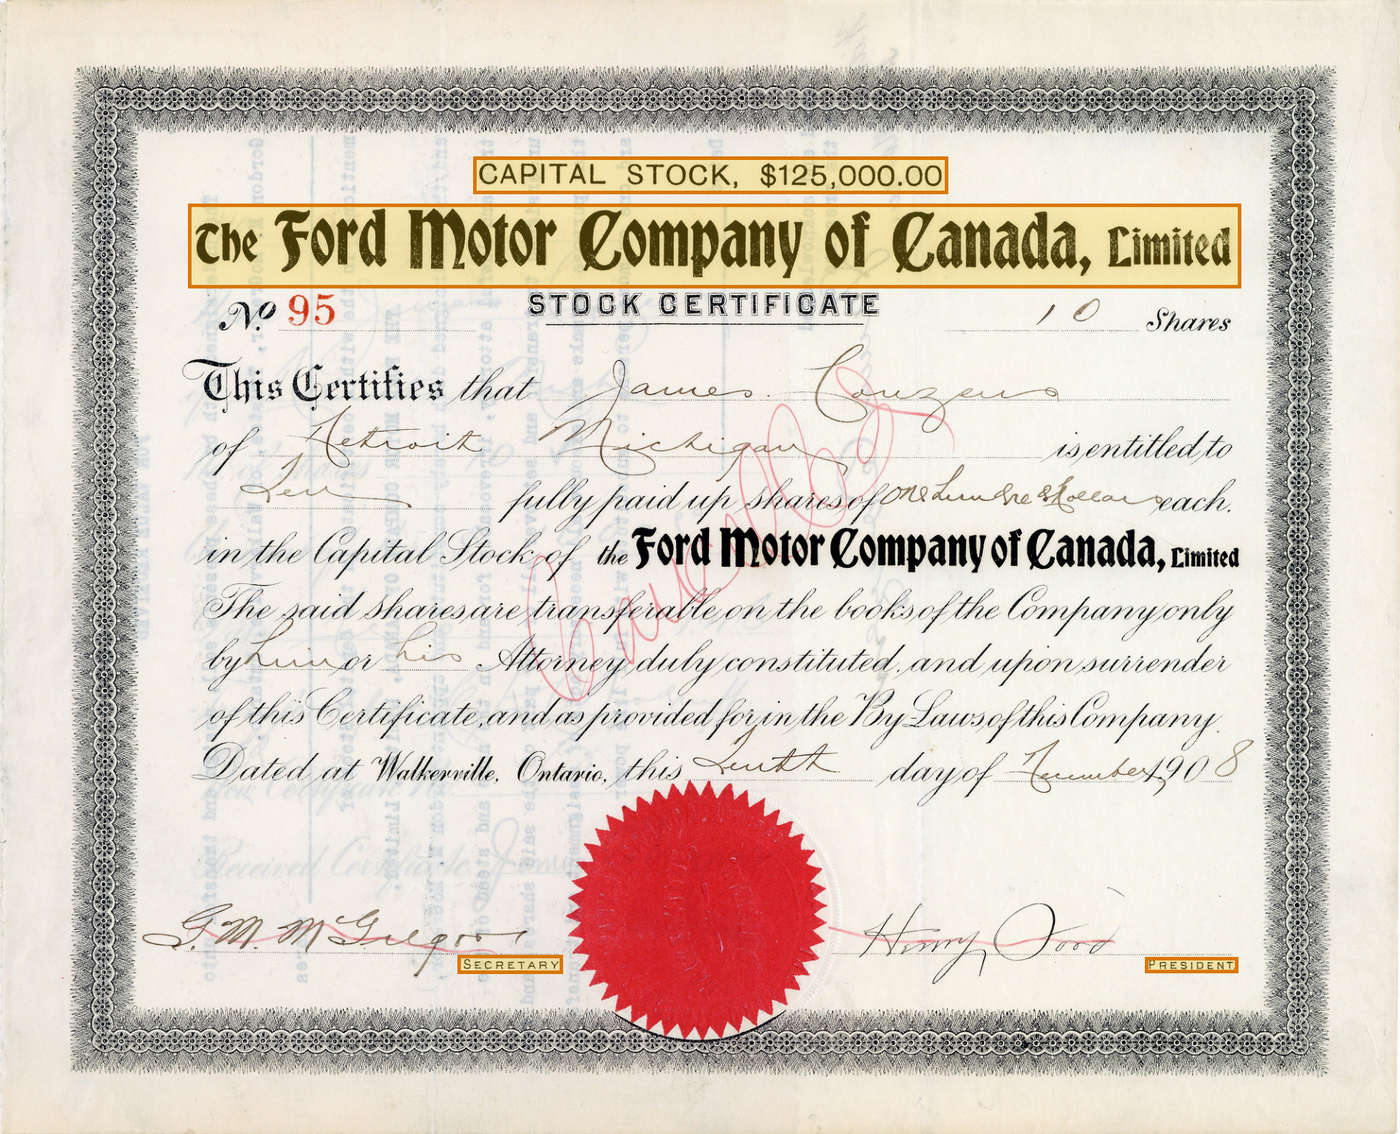 CAPITAL STOCK, $125,000.00
The Ford Motor Company of Canada, Limited
STOCK CERTIFICATE
No. 95
10 Shares
This Certifies that James Couzens
of Detroit Michigan is entitled to
Ten fully paid up shares of One hundred Dollars each.
in the Capital Stock of the Ford Motor Company of Canada, Limited
The said shares are transferable on the books of the Company only
by him or his Attorney, duly constituted, and upon surrender
of this Certificate, and as provided for in the By Laws of this Company.
Dated at Walkerville, Ontario, this Tenth day of November, 1908
Cancelled
G. M. McGregor
Henry Ford
SECRETARY
PRESIDENT